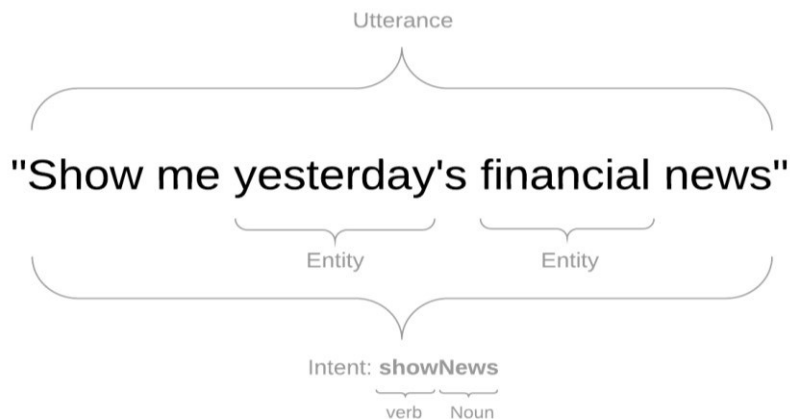 Utterance
"Show me yesterday's financial news"
Entity Entity
Intent: showNews
verb Noun